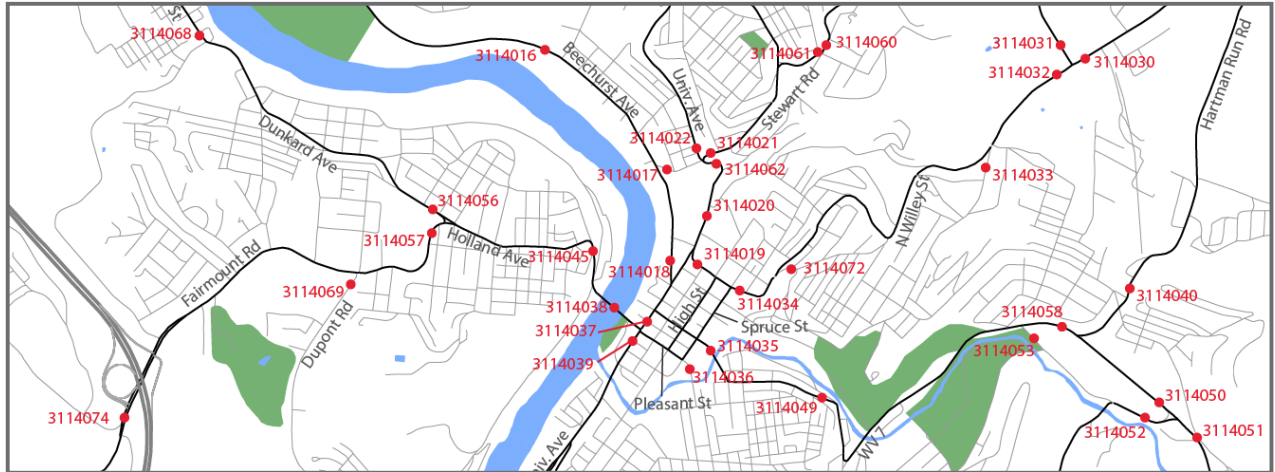 St
3114068
3114016
Beechurst Ave
Univ. Ave
3114061
3114060
Stewart Rd
3114031
3114030
3114032
Hartman Run Rd
Dunkard Ave
3114022
3114021
3114017
3114062
3114033
3114056
3114020
N Willey St
3114057
Holland Ave
3114045
Fairmount Rd
3114018
3114019
3114072
3114069
3114034
3114040
3114038
High St
3114037
Spruce St
3114058
Dupont Rd
3114039
3114035
3114053
3114036
Pleasant St
3114049
3114050
3114074
3114052
3114051
WV 7
iv. Ave